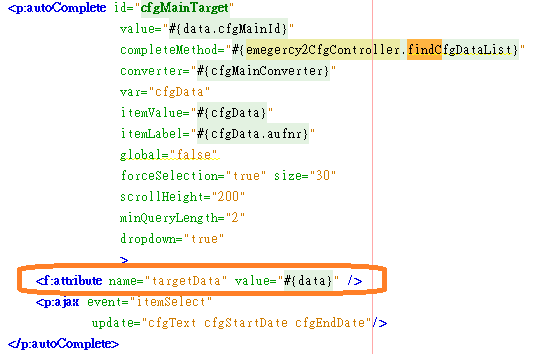 <p:autoComplete id="cfgMainTarget"
value="#{data.cfgMainId}"
completeMethod="#{emegercy2CfgController.findCfgDataList}"
converter="#{cfgMainConverter}"
var="cfgData"
itemValue="#{cfgData}"
itemLabel="#{cfgData.aufnr}"
global="false"
forceSelection="true" size="30"
scrollHeight="200"
minQueryLength="2"
dropdown="true"
>
<f:attribute name="targetData" value="#{data}" />
<p:ajax event="itemSelect"
update="cfgText cfgStartDate cfgEndDate"/>
</p:autoComplete>